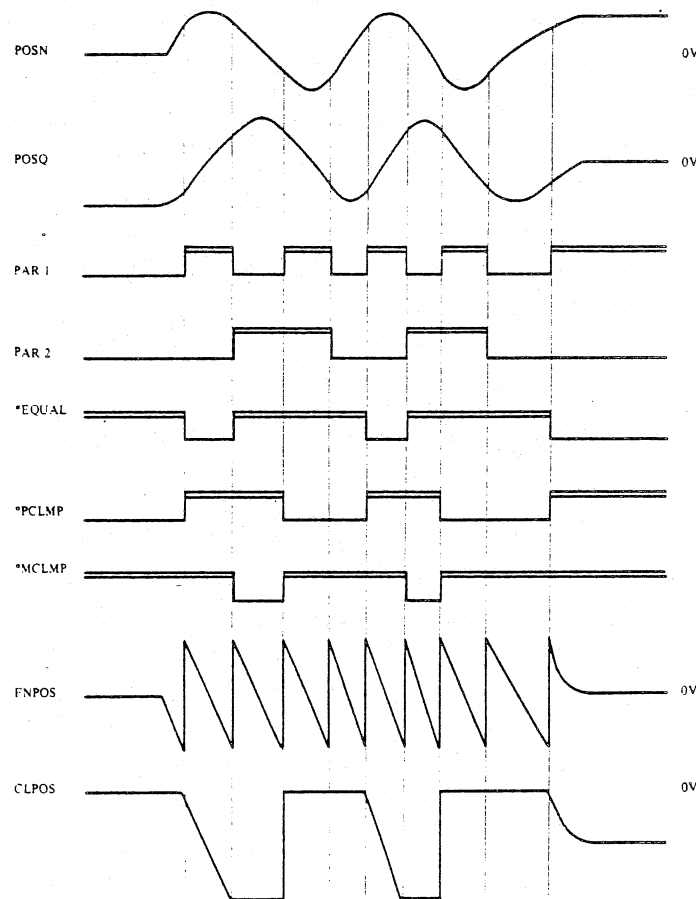 POSN 0V
POSQ 0V
PAR 1
PAR 2
*EQUAL
*PCLMP
*MCLMP
FNPOS 0V
CLPOS 0V